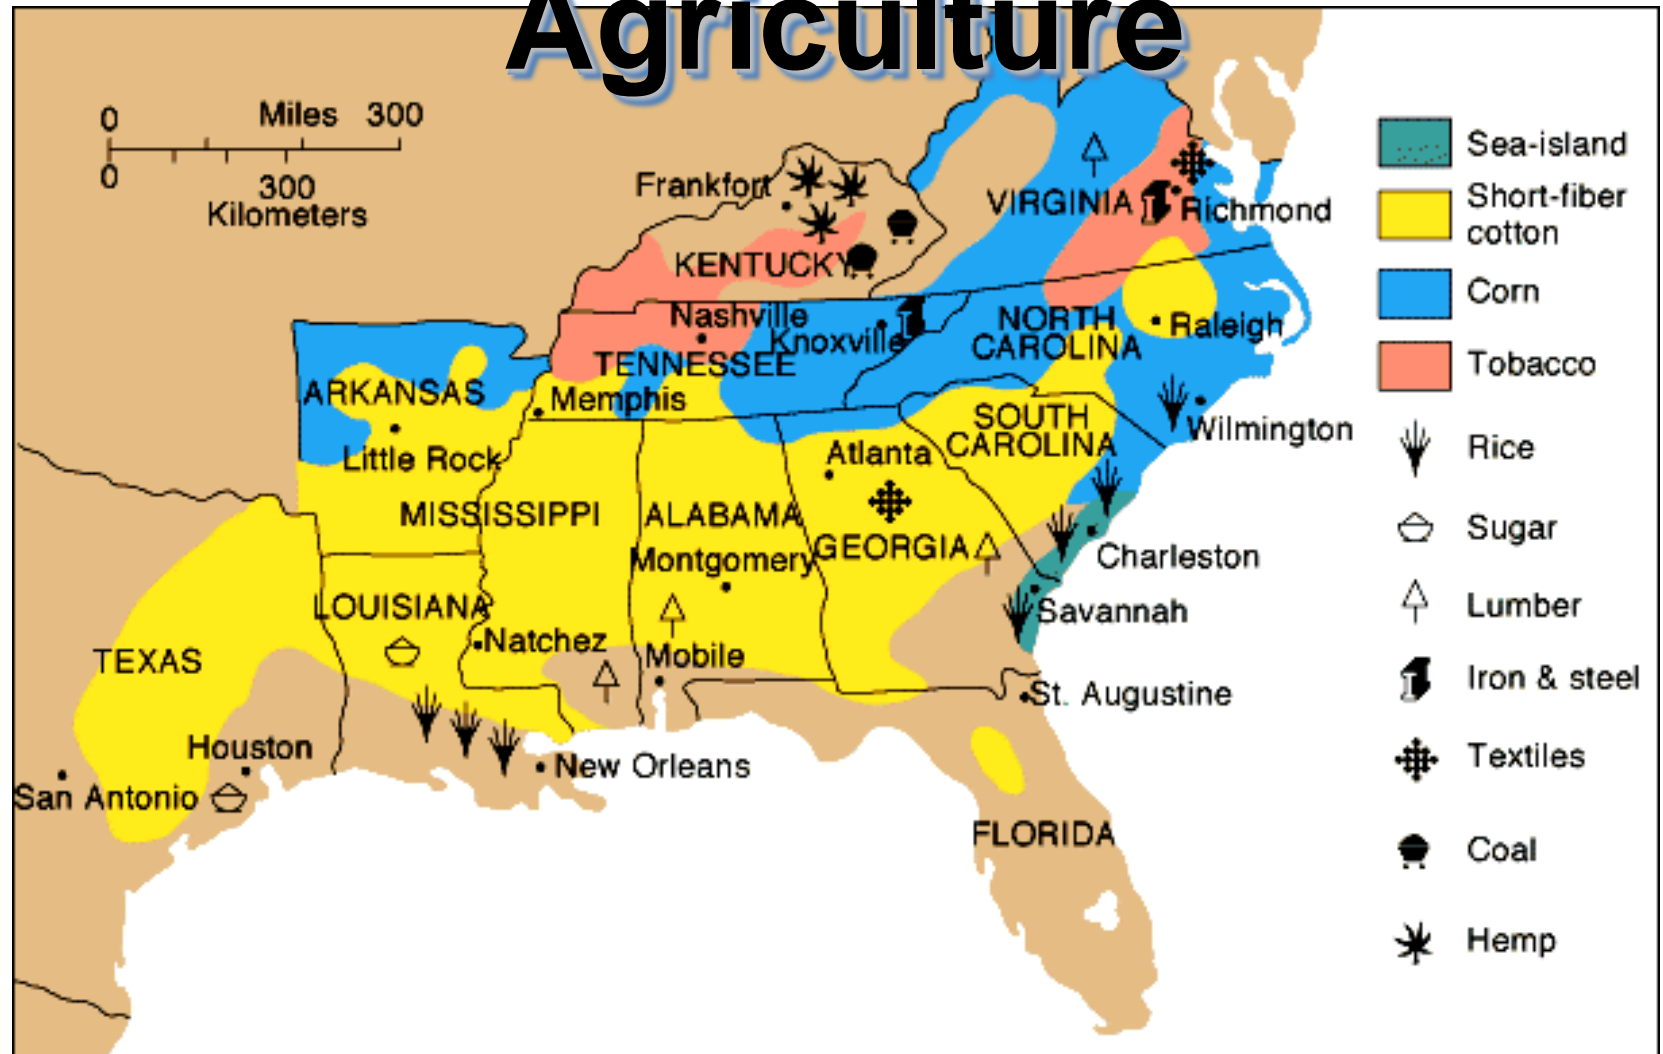 Agriculture
0 Miles 300
0 300
Kilometers
Frankfort
KENTUCKY
VIRGINIA
Richmond
Nashville
Knoxville
TENNESSEE
Memphis
NORTH
CAROLINA
Raleigh
ARKANSAS
Little Rock
SOUTH
CAROLINA
Wilmington
Atlanta
MISSISSIPPI
ALABAMA
Montgomery
GEORGIA
Charleston
Savannah
LOUISIANA
Natchez
Mobile
TEXAS
St. Augustine
Houston
New Orleans
San Antonio
FLORIDA
Sea-island
Short-fiber
cotton
Corn
Tobacco
Rice
Sugar
Lumber
Iron & steel
Textiles
Coal
Hemp